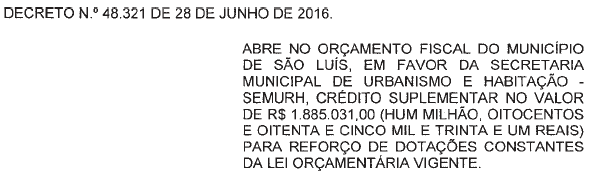 DECRETO N.º 48.321 DE 28 DE JUNHO DE 2016.
ABRE NO ORÇAMENTO FISCAL DO MUNICÍPIO
DE SÃO LUÍS, EM FAVOR DA SECRETARIA
MUNICIPAL DE URBANISMO E HABITAÇÃO -
SEMURH, CRÉDITO SUPLEMENTAR NO VALOR
DE R$ 1.885.031,00 (HUM MILHÃO, OITOCENTOS
E OITENTA E CINCO MIL E TRINTA E UM REAIS)
PARA REFORÇO DE DOTAÇÕES CONSTANTES
DA LEI ORÇAMENTÁRIA VIGENTE.